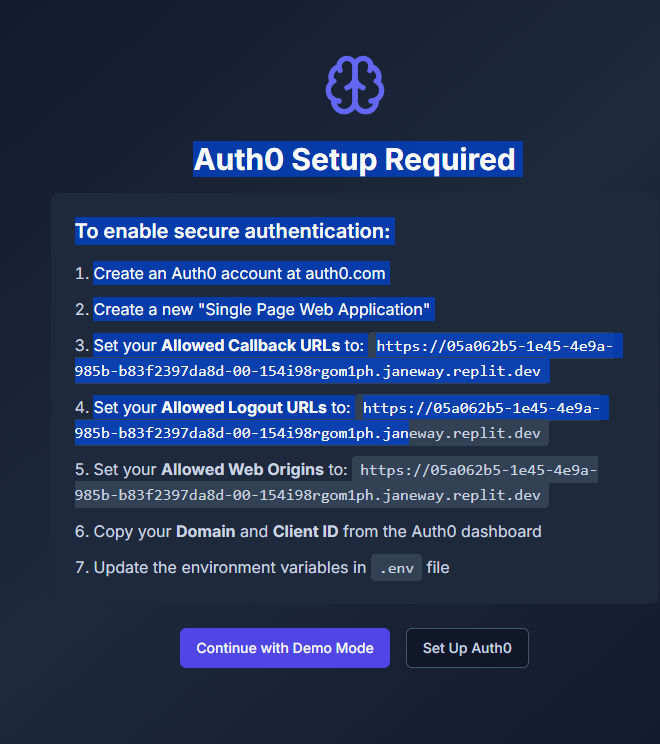 Auth0 Setup Required
To enable secure authentication:
1. Create an Auth0 account at auth0.com
2. Create a new "Single Page Web Application"
3. Set your Allowed Callback URLs to: https://05a062b5-1e45-4e9a-
985b-b83f2397da8d-00-154i98rgom1ph.janeway.replit.dev
4. Set your Allowed Logout URLs to: https://05a062b5-1e45-4e9a-
985b-b83f2397da8d-00-154i98rgom1ph.janeway.replit.dev
5. Set your Allowed Web Origins to: https://05a062b5-1e45-4e9a-
985b-b83f2397da8d-00-154i98rgom1ph.janeway.replit.dev
6. Copy your Domain and Client ID from the Auth0 dashboard
7. Update the environment variables in .env file
Continue with Demo Mode
Set Up Auth0